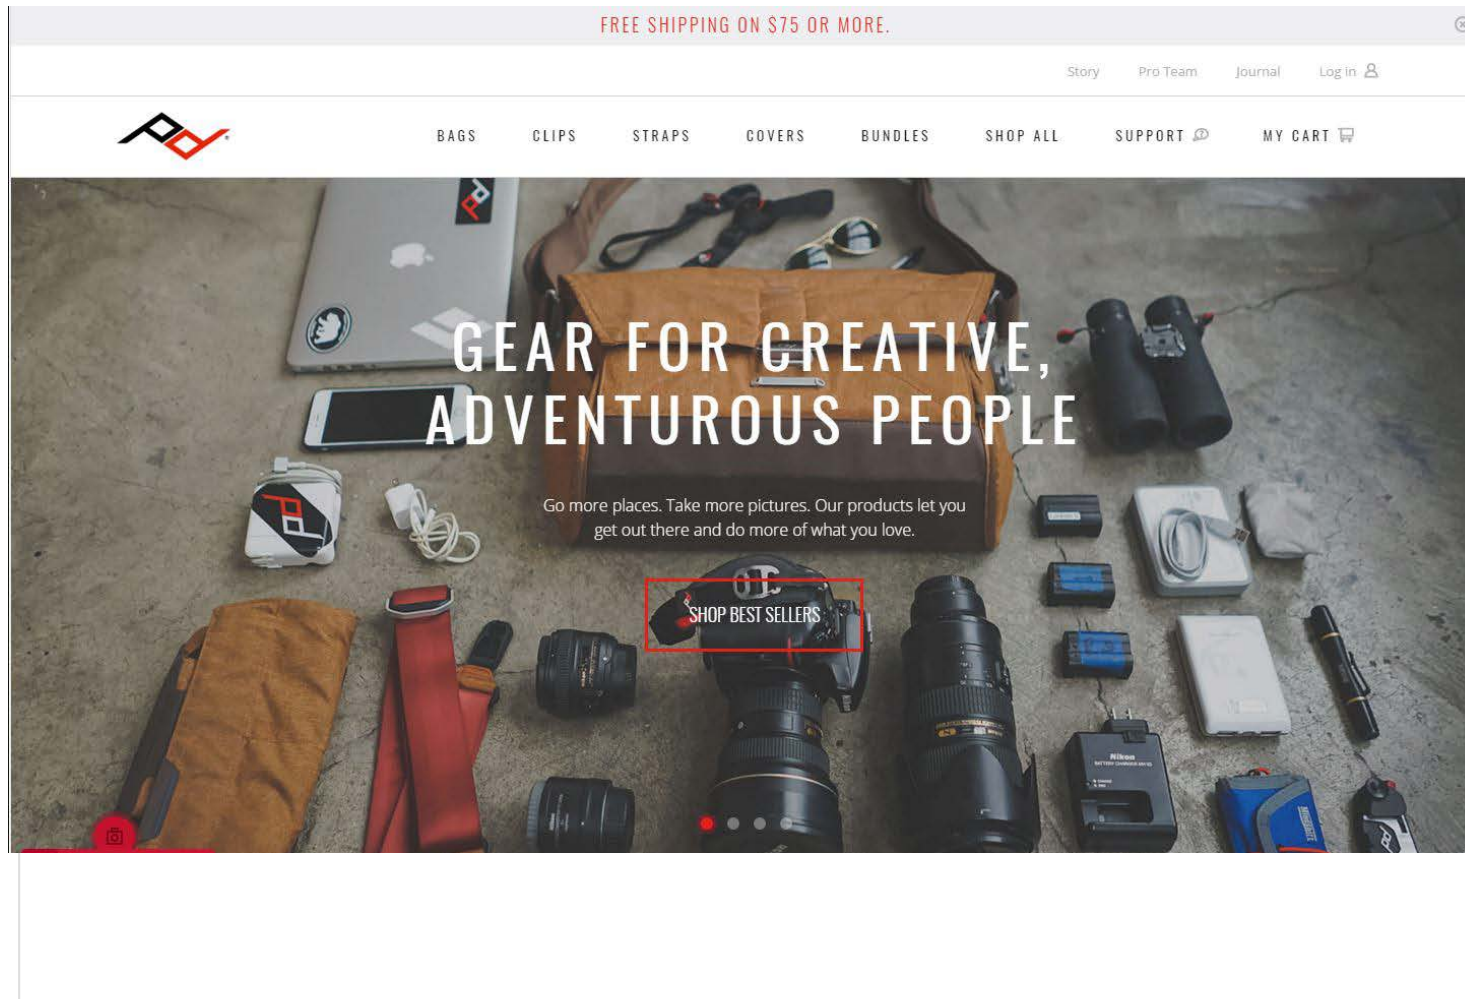 FREE SHIPPING ON $75 OR MORE.
Story Pro Team Journal Log in
BAGS CLIPS STRAPS COVERS BUNDLES SHOP ALL SUPPORT MY CART
GEAR FOR CREATIVE,
ADVENTUROUS PEOPLE
Go more places. Take more pictures. Our products let you
get out there and do more of what you love.
SHOP BEST SELLERS
Nikon